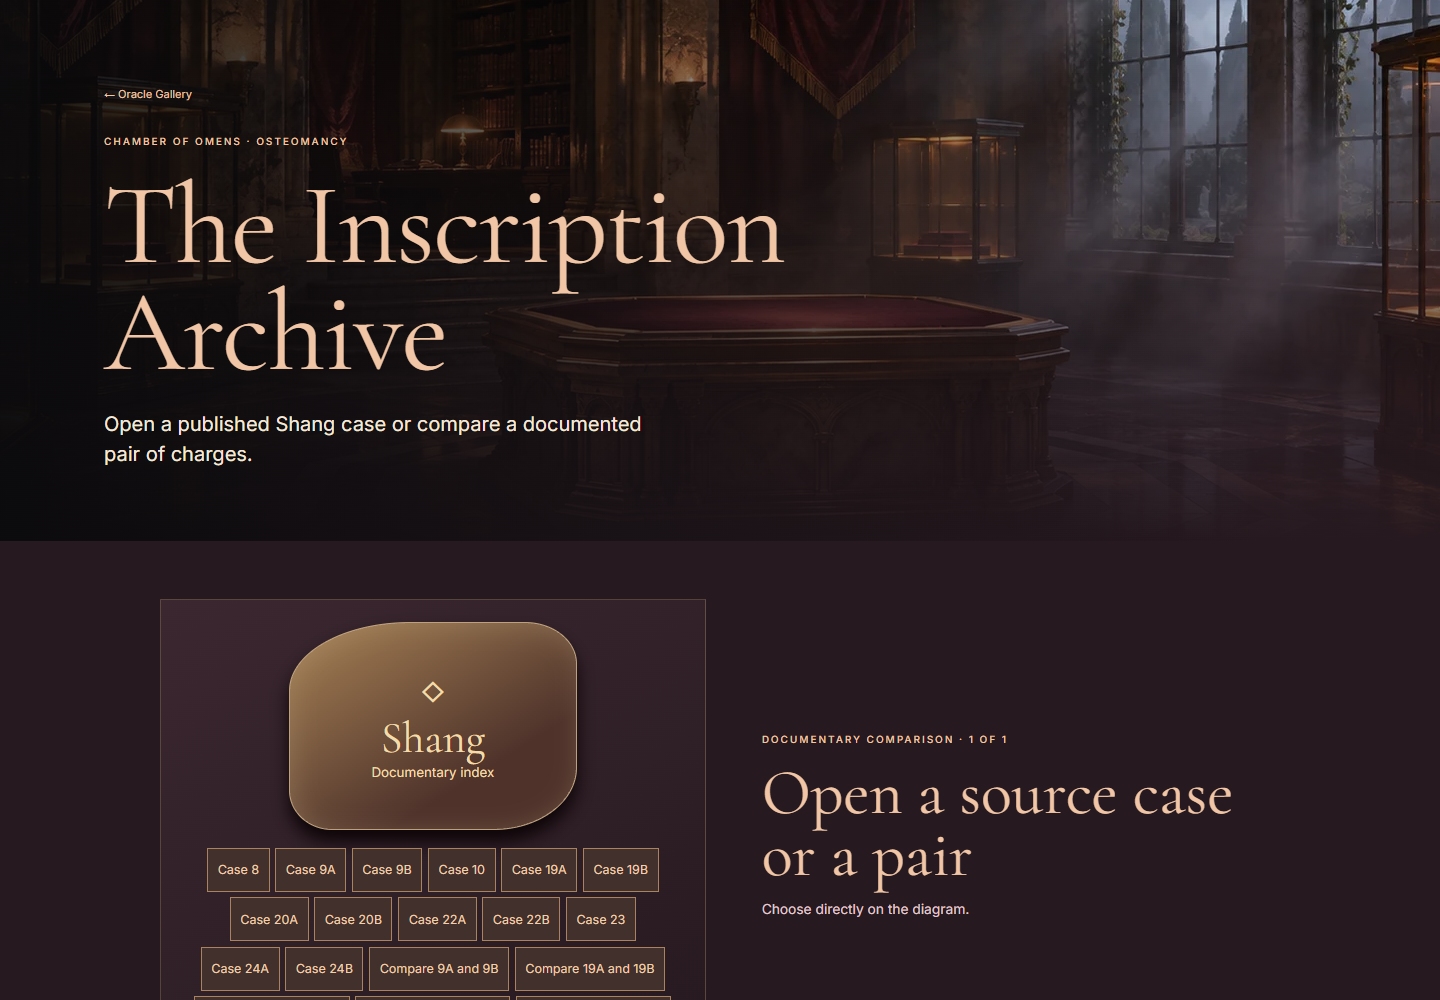 ← Oracle Gallery
CHAMBER OF OMENS · OSTEOMANCY
The Inscription
Archive
Open a published Shang case or compare a documented
pair of charges.
Shang
Documentary index
Case 8
Case 9A
Case 9B
Case 10
Case 19A
Case 19B
Case 20A
Case 20B
Case 22A
Case 22B
Case 23
Case 24A
Case 24B
Compare 9A and 9B
Compare 19A and 19B
DOCUMENTARY COMPARISON · 1 OF 1
Open a source case
or a pair
Choose directly on the diagram.